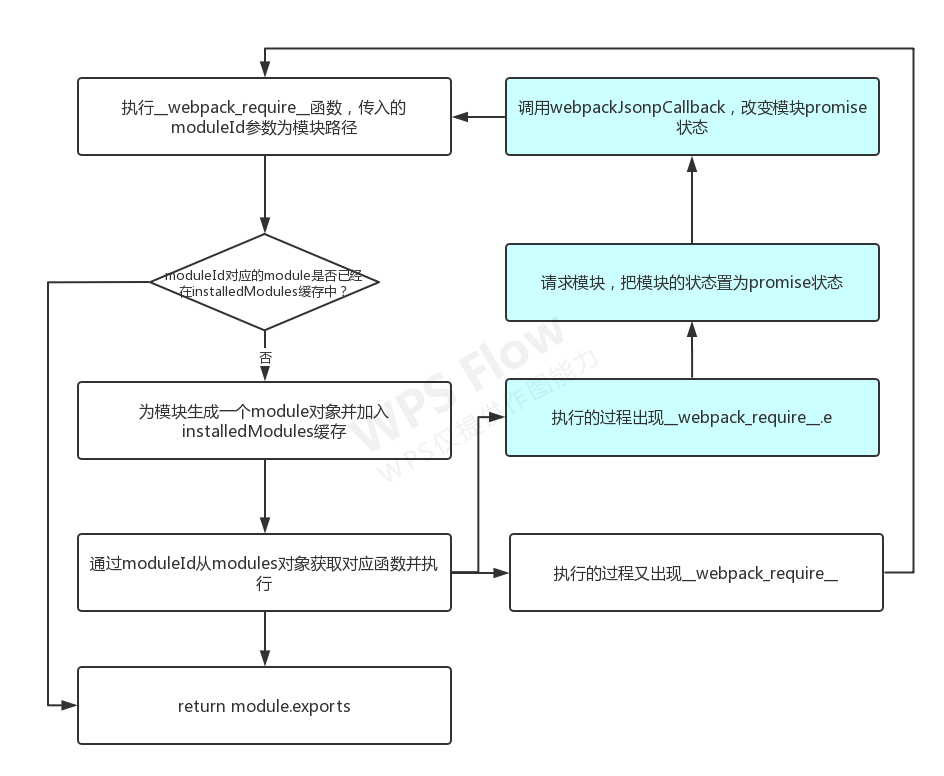 执行__webpack_require__函数，传入的
moduleId参数为模块路径
调用webpackJsonpCallback，改变模块promise
状态
moduleId对应的module是否已经
在installedModules缓存中？
请求模块，把模块的状态置为promise状态
否
为模块生成一个module对象并加入
installedModules缓存
执行的过程出现__webpack_require__.e
通过moduleId从modules对象获取对应函数并执
行
执行的过程又出现__webpack_require__
return module.exports
WPS Flow
WPS仅提供作图能力